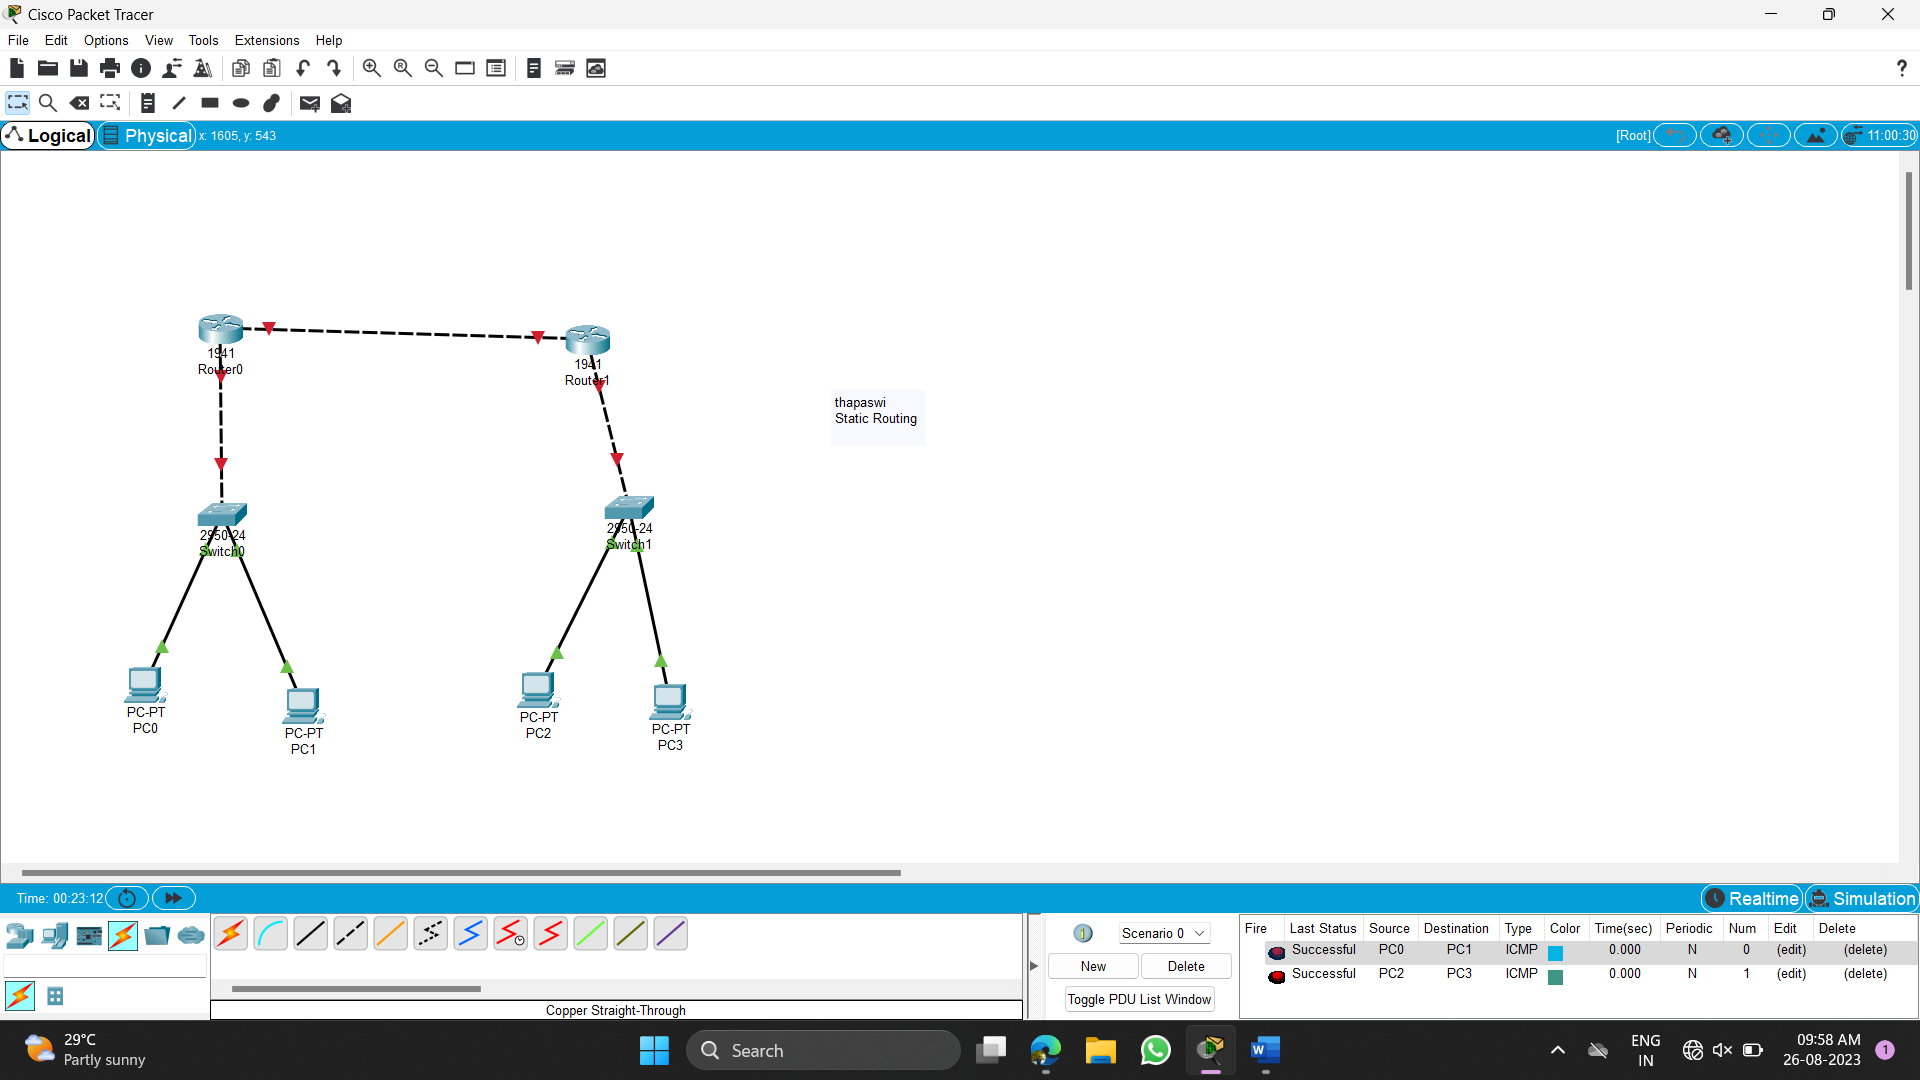 Cisco Packet Tracer
File Edit Options View Tools Extensions Help
?
Logical Physical x: 1605, y: 543 [Root] 11:00:30
1941
Router0
1941
Router1
thapaswi
Static Routing
2950-24
Switch0
2950-24
Switch1
PC-PT
PC0
PC-PT
PC1
PC-PT
PC2
PC-PT
PC3
Time: 00:23:12 Realtime Simulation
Scenario 0
New Delete
Toggle PDU List Window
Fire Last Status Source Destination Type Color Time(sec) Periodic Num Edit Delete
Successful PC0 PC1 ICMP 0.000 N 0 (edit) (delete)
Successful PC2 PC3 ICMP 0.000 N 1 (edit) (delete)
Copper Straight-Through
29°C
Partly sunny
Search
ENG
IN
09:58 AM
26-08-2023
1